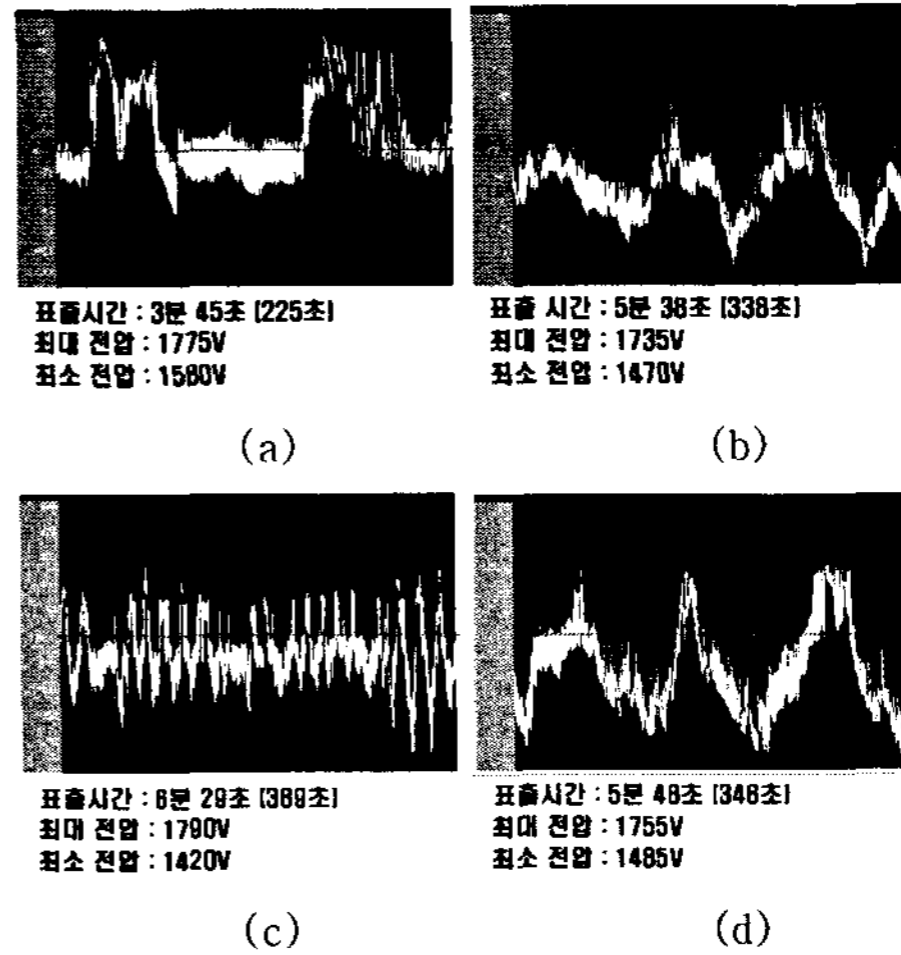 표출시간 : 3분 45초 [225초]
최대 전압 : 1775V
최소 전압 : 1580V
(a)
표출시간 : 5분 38초 [338초]
최대 전압 : 1735V
최소 전압 : 1470V
(b)
표출시간 : 6분 29초 [389초]
최대 전압 : 1790V
최소 전압 : 1420V
(c)
표출시간 : 5분 46초 [346초]
최대 전압 : 1755V
최소 전압 : 1485V
(d)